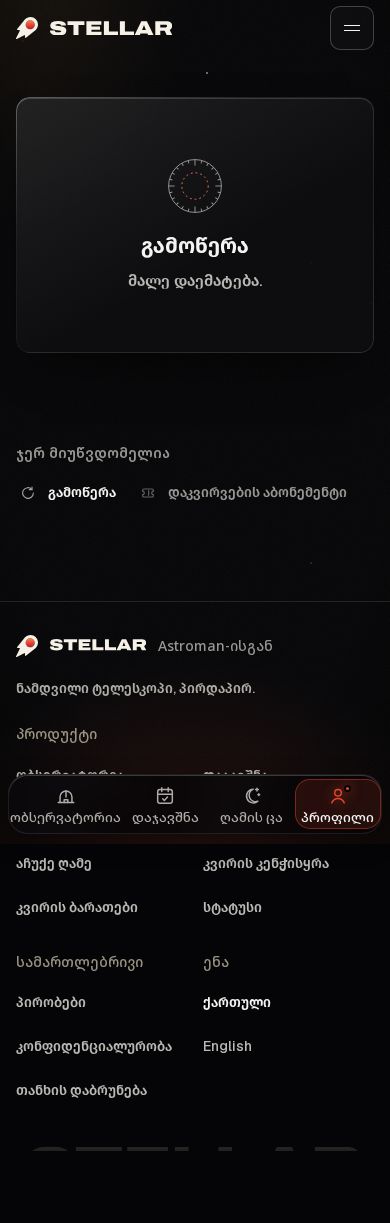 STELLAR
გამოწერა
მალე დაემატება.
ჯერ მიუწვდომელია
გამოწერა
დაკვირვების აბონემენტი
STELLAR Astroman-ისგან
ნამდვილი ტელესკოპი, პირდაპირ.
პროდუქტი
ობსერვატორია
დაჯავშნა
ღამის ცა
პროფილი
აჩუქე ღამე
კვირის კენჭისყრა
კვირის ბარათები
სტატუსი
სამართლებრივი
ენა
პირობები
ქართული
კონფიდენციალურობა
English
თანხის დაბრუნება